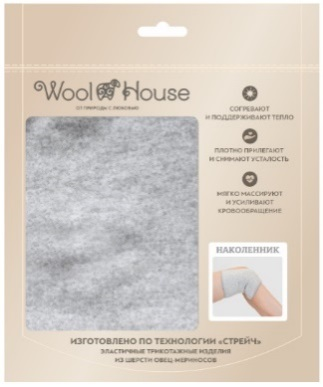 Wool House
ОТ ПРИРОДЫ С ЛЮБОВЬЮ
СОГРЕВАЮТ
И ПОДДЕРЖИВАЮТ ТЕПЛО
ПЛОТНО ПРИЛЕГАЮТ
И СНИМАЮТ УСТАЛОСТЬ
МЯГКО МАССИРУЮТ
И УСИЛИВАЮТ
КРОВООБРАЩЕНИЕ
НАКОЛЕННИК
ИЗГОТОВЛЕНО ПО ТЕХНОЛОГИИ «СТРЕЙЧ»
ЭЛАСТИЧНЫЕ ТРИКОТАЖНЫЕ ИЗДЕЛИЯ
ИЗ ШЕРСТИ ОВЕЦ-МЕРИНОСОВ